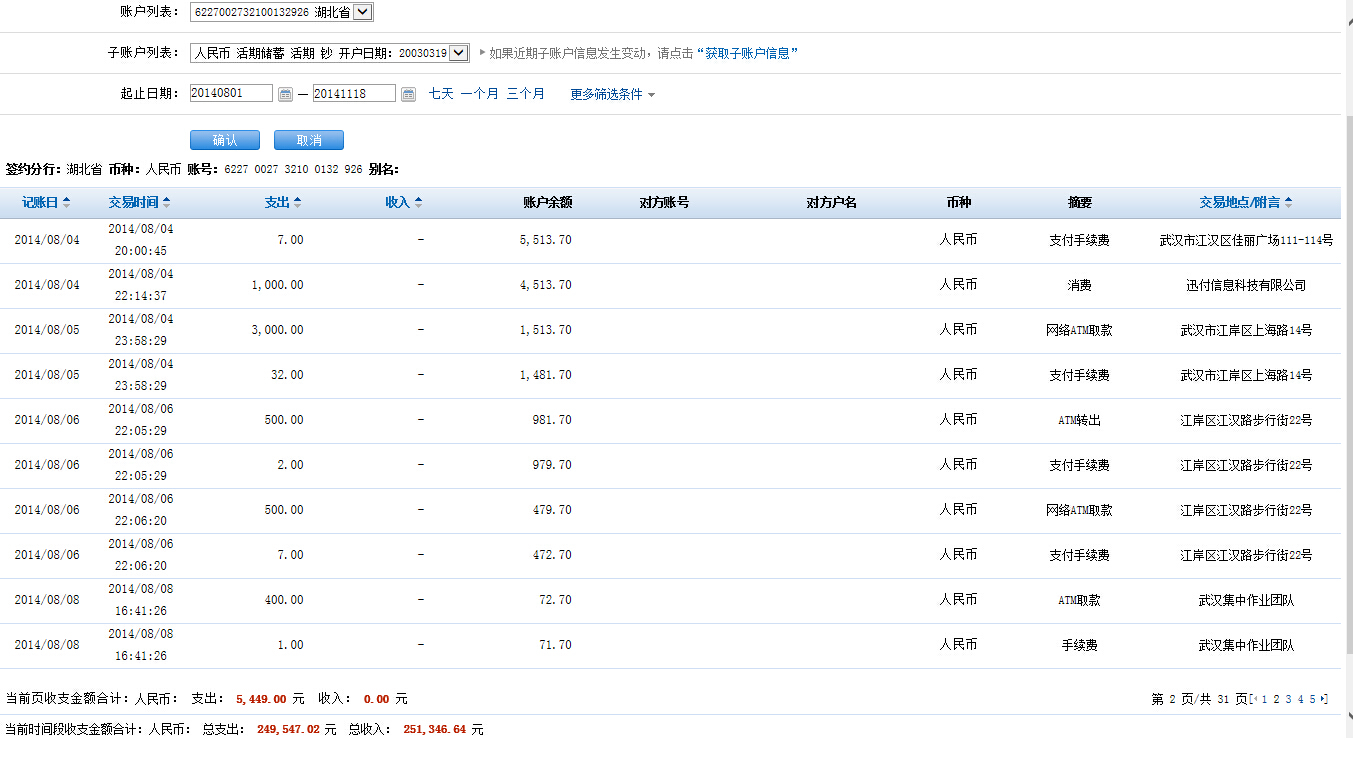 账户列表： 6227002732100132926 湖北省
子账户列表： 人民币 活期储蓄 活期 钞 开户日期: 20030319 如果近期子账户信息发生变动，请点击“获取子账户信息”
起止日期： 20140801 — 20141118 七天 一个月 三个月 更多筛选条件
确认 取消
签约分行： 湖北省 币种： 人民币 账号： 6227 0027 3210 0132 926 别名：
记账日 交易时间 支出 收入 账户余额 对方账号 对方户名 币种 摘要 交易地点/附言
2014/08/04 2014/08/04 20:00:45 7.00 - 5,513.70 人民币 支付手续费 武汉市江汉区佳丽广场111-114号
2014/08/04 2014/08/04 22:14:37 1,000.00 - 4,513.70 人民币 消费 迅付信息科技有限公司
2014/08/05 2014/08/04 23:58:29 3,000.00 - 1,513.70 人民币 网络ATM取款 武汉市江岸区上海路14号
2014/08/05 2014/08/04 23:58:29 32.00 - 1,481.70 人民币 支付手续费 武汉市江岸区上海路14号
2014/08/06 2014/08/06 22:05:29 500.00 - 981.70 人民币 ATM转出 江岸区江汉路步行街22号
2014/08/06 2014/08/06 22:05:29 2.00 - 979.70 人民币 支付手续费 江岸区江汉路步行街22号
2014/08/06 2014/08/06 22:06:20 500.00 - 479.70 人民币 网络ATM取款 江岸区江汉路步行街22号
2014/08/06 2014/08/06 22:06:20 7.00 - 472.70 人民币 支付手续费 江岸区江汉路步行街22号
2014/08/08 2014/08/08 16:41:26 400.00 - 72.70 人民币 ATM取款 武汉集中作业团队
2014/08/08 2014/08/08 16:41:26 1.00 - 71.70 人民币 手续费 武汉集中作业团队
当前页收支金额合计：人民币： 支出： 5,449.00 元 收入： 0.00 元 第 2 页/共 31 页[ 1 2 3 4 5 ]
当前时间段收支金额合计：人民币： 总支出： 249,547.02 元 总收入： 251,346.64 元